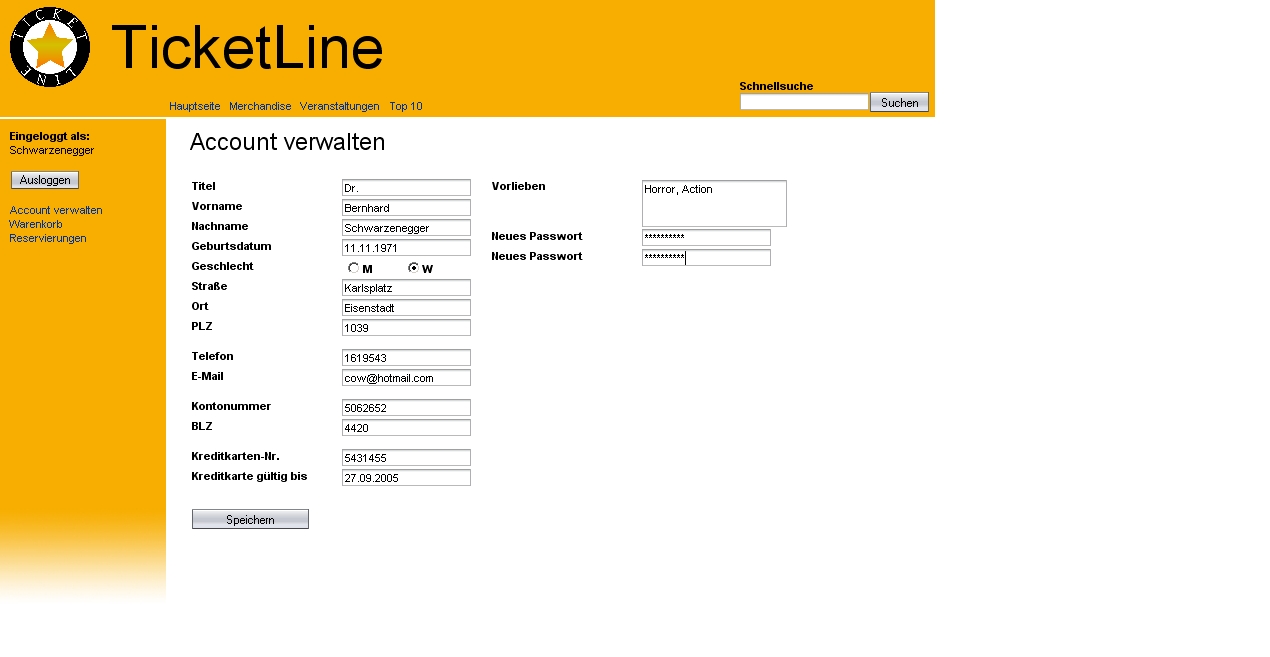 TICKET
LINE
TicketLine
Schnellsuche
Hauptseite Merchandise Veranstaltungen Top 10
Suchen
Eingeloggt als:
Schwarzenegger
Ausloggen
Account verwalten
Warenkorb
Reservierungen
Account verwalten
Titel Dr.
Vorname Bernhard
Nachname Schwarzenegger
Geburtsdatum 11.11.1971
Geschlecht M W
Straße Karlsplatz
Ort Eisenstadt
PLZ 1039
Telefon 1619543
E-Mail cow@hotmail.com
Kontonummer 5062652
BLZ 4420
Kreditkarten-Nr. 5431455
Kreditkarte gültig bis 27.09.2005
Speichern
Vorlieben Horror, Action
Neues Passwort **********
Neues Passwort **********